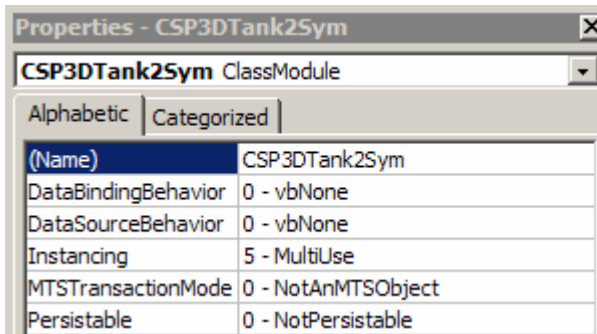 Properties - CSP3DTank2Sym
CSP3DTank2Sym ClassModule
Alphabetic Categorized
(Name) CSP3DTank2Sym
DataBindingBehavior 0 - vbNone
DataSourceBehavior 0 - vbNone
Instancing 5 - MultiUse
MTSTransactionMode 0 - NotAnMTSObject
Persistable 0 - NotPersistable